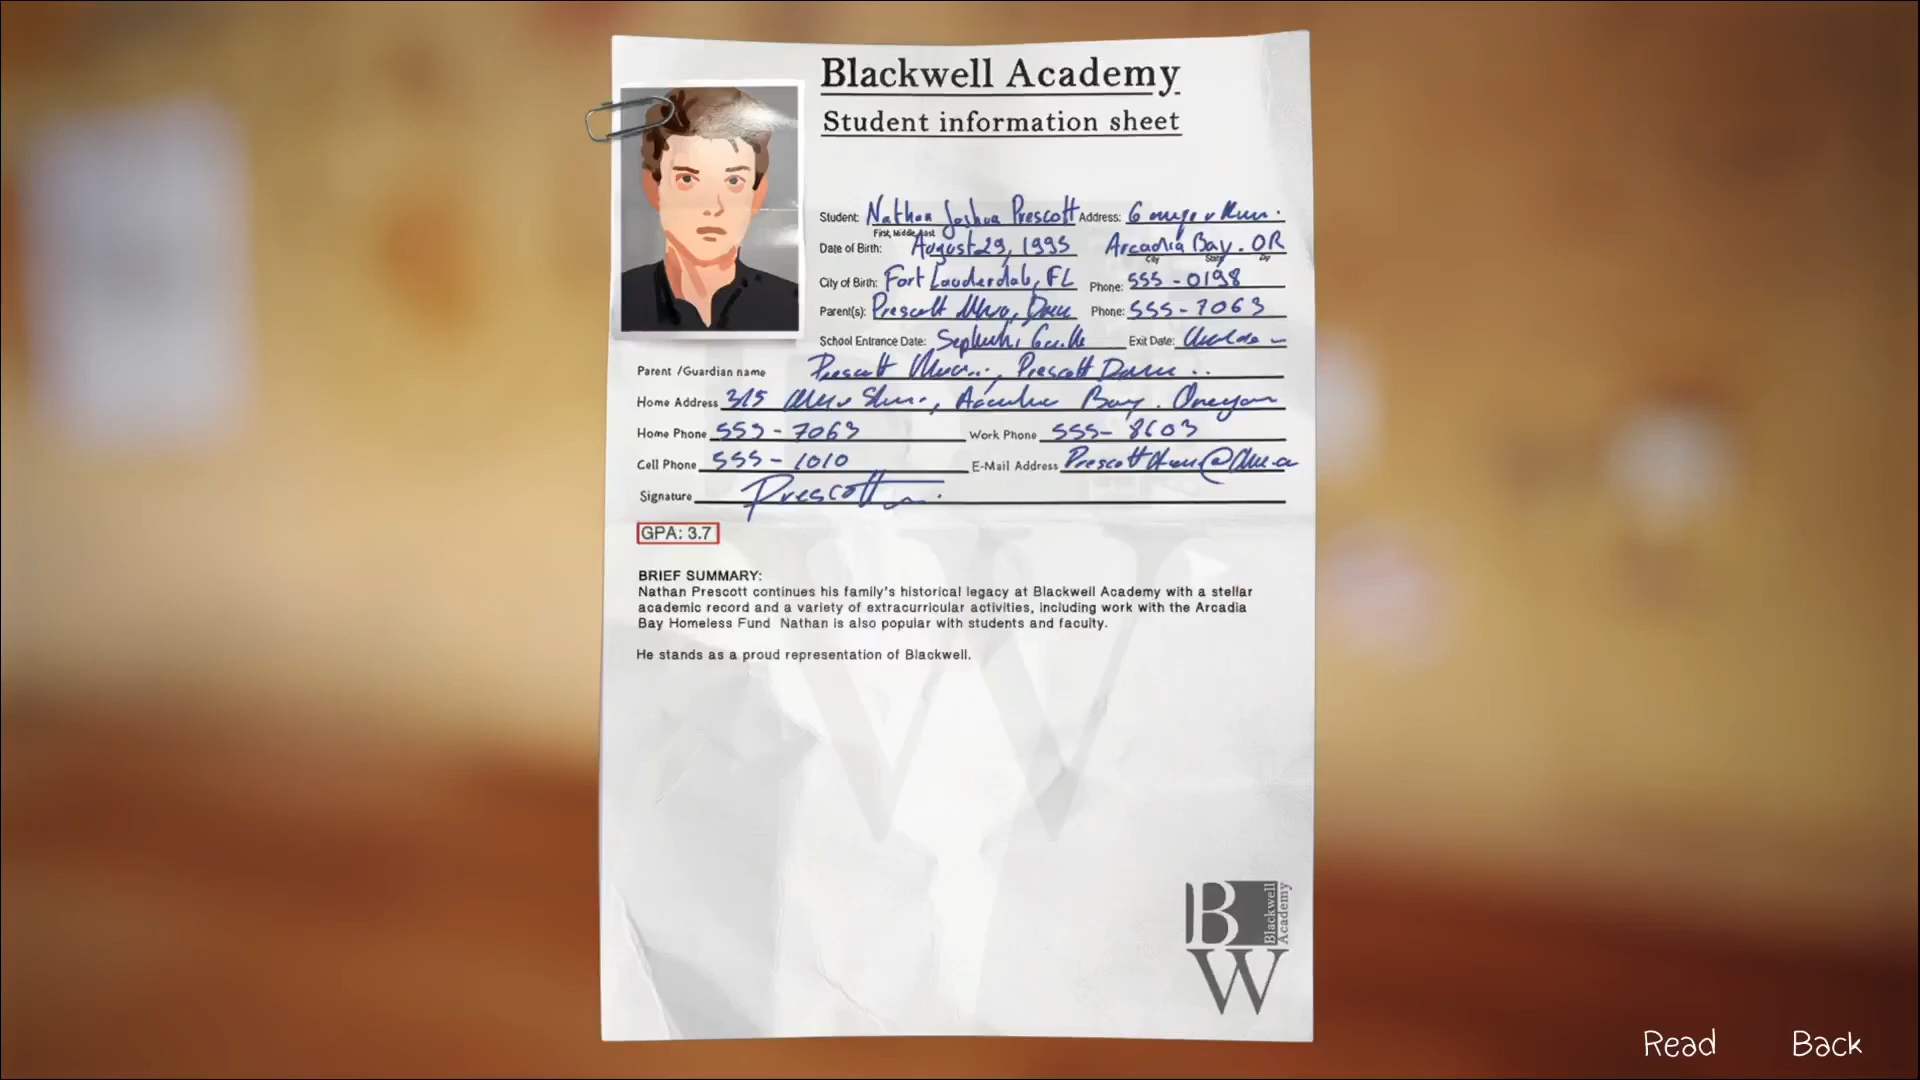 Blackwell Academy
Student information sheet
Student: Nathan Joshua Prescott Address: 6
First, Middle, Last
Date of Birth: August 29, 1995 Arcadia Bay. OR
City State Zip
City of Birth: Fort Lauderdale, FL Phone: 555-0198
Parent(s): Prescott Phone: 555-7063
School Entrance Date: Exit Date:
Parent /Guardian name Prescott Prescott
Home Address 315 Bay. Oregon
Home Phone 555-7063 Work Phone 555-8603
Cell Phone 555-1010 E-Mail Address Prescott
Signature Prescott
GPA: 3.7
BRIEF SUMMARY:
Nathan Prescott continues his family's historical legacy at Blackwell Academy with a stellar
academic record and a variety of extracurricular activities, including work with the Arcadia
Bay Homeless Fund Nathan is also popular with students and faculty.
He stands as a proud representation of Blackwell.
B W
Blackwell
Academy
Read Back